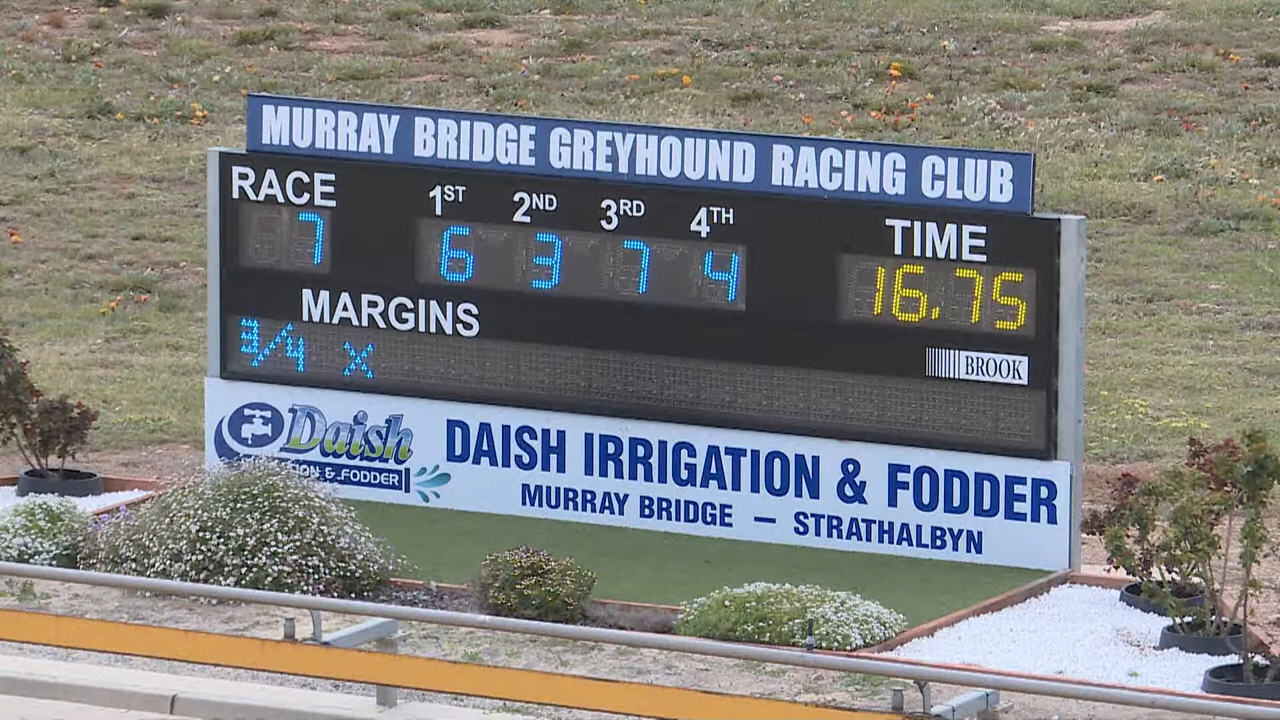 MURRAY BRIDGE GREYHOUND RACING CLUB
RACE 1ST 2ND 3RD 4TH TIME
7 6 3 7 4 16.75
MARGINS
3/4 X
BROOK
Daish
& FODDER
DAISH IRRIGATION & FODDER
MURRAY BRIDGE – STRATHALBYN